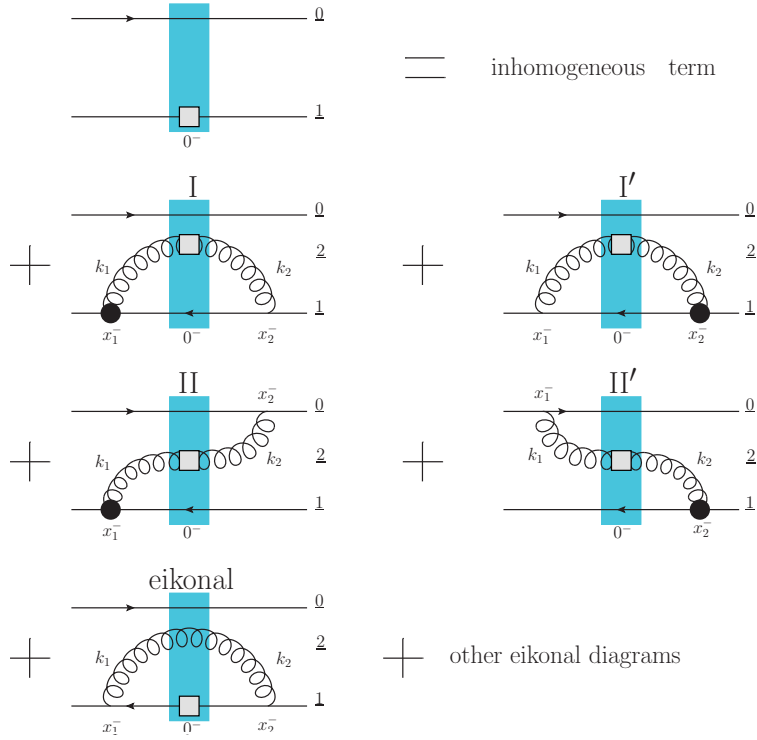 0
= inhomogeneous term
1
0⁻
I
I′
0
0
+ k₁ k₂ 2
+ k₁ k₂ 2
1
1
x₁⁻ 0⁻ x₂⁻
x₁⁻ 0⁻ x₂⁻
II x₂⁻
x₁⁻ II′
0
0
+ k₁ k₂ 2
+ k₁ k₂ 2
1
1
x₁⁻ 0⁻
0⁻ x₂⁻
eikonal
0
+ k₁ k₂ 2
+ other eikonal diagrams
1
x₁⁻ 0⁻ x₂⁻